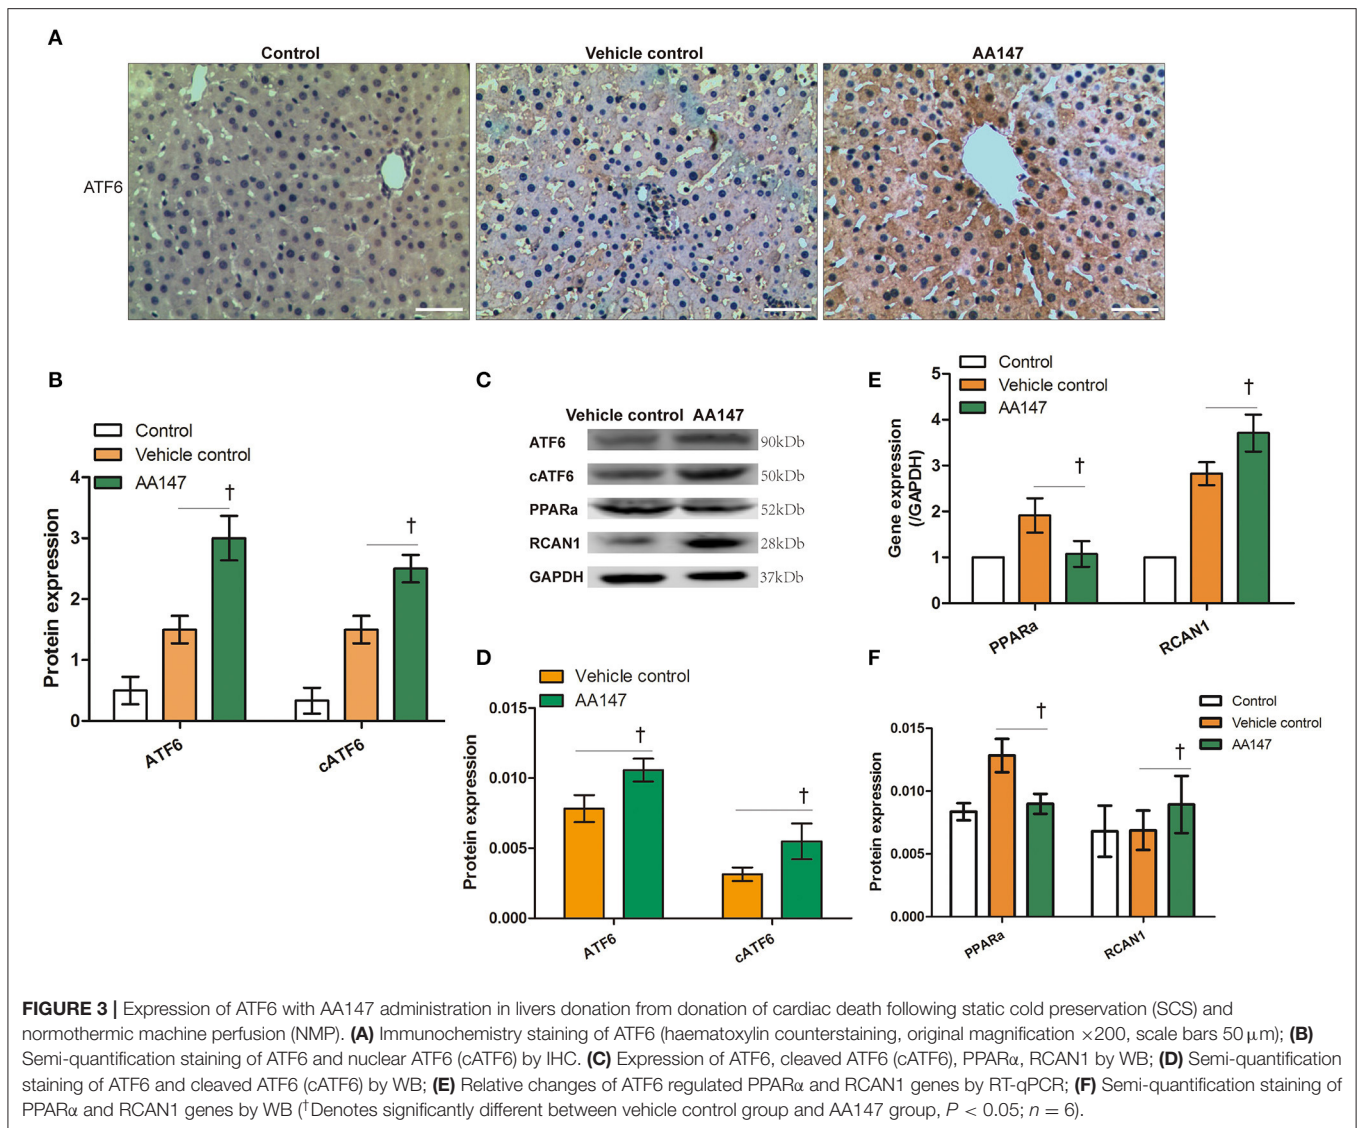 A
Control
Vehicle control
AA147
ATF6
B
Control
Vehicle control
AA147
4
3
2
1
0
Protein expression
ATF6
cATF6
C
Vehicle control AA147
ATF6 90kDb
cATF6 50kDb
PPARa 52kDb
RCAN1 28kDb
GAPDH 37kDb
D
Vehicle control
AA147
0.015
0.010
0.005
0.000
Protein expression
ATF6
cATF6
†
†
†
†
E
Control
Vehicle control
AA147
5
4
3
2
1
0
Gene expression
(/GAPDH)
PPARa
RCAN1
†
†
F
Control
Vehicle control
AA147
0.015
0.010
0.005
0.000
Protein expression
PPARa
RCAN1
†
†
FIGURE 3 | Expression of ATF6 with AA147 administration in livers donation from donation of cardiac death following static cold preservation (SCS) and
normothermic machine perfusion (NMP). (A) Immunochemistry staining of ATF6 (haematoxylin counterstaining, original magnification ×200, scale bars 50 μm); (B)
Semi-quantification staining of ATF6 and nuclear ATF6 (cATF6) by IHC. (C) Expression of ATF6, cleaved ATF6 (cATF6), PPARα, RCAN1 by WB; (D) Semi-quantification
staining of ATF6 and cleaved ATF6 (cATF6) by WB; (E) Relative changes of ATF6 regulated PPARα and RCAN1 genes by RT-qPCR; (F) Semi-quantification staining of
PPARα and RCAN1 genes by WB (†Denotes significantly different between vehicle control group and AA147 group, P < 0.05; n = 6).